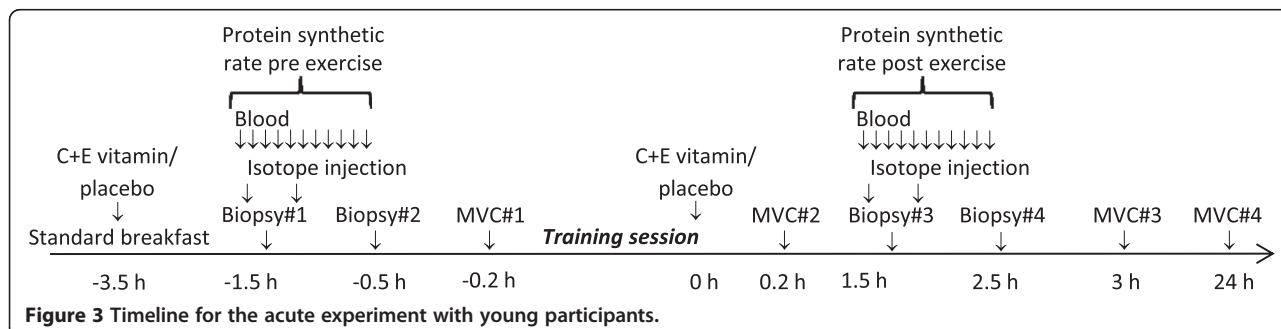 Protein synthetic
rate pre exercise
Protein synthetic
rate post exercise
Blood
Blood
C+E vitamin/
placebo
Isotope injection
C+E vitamin/
placebo
Isotope injection
Standard breakfast
Biopsy#1
Biopsy#2
MVC#1
Training session
MVC#2
Biopsy#3
Biopsy#4
MVC#3
MVC#4
-3.5 h
-1.5 h
-0.5 h
-0.2 h
0 h
0.2 h
1.5 h
2.5 h
3 h
24 h
Figure 3 Timeline for the acute experiment with young participants.